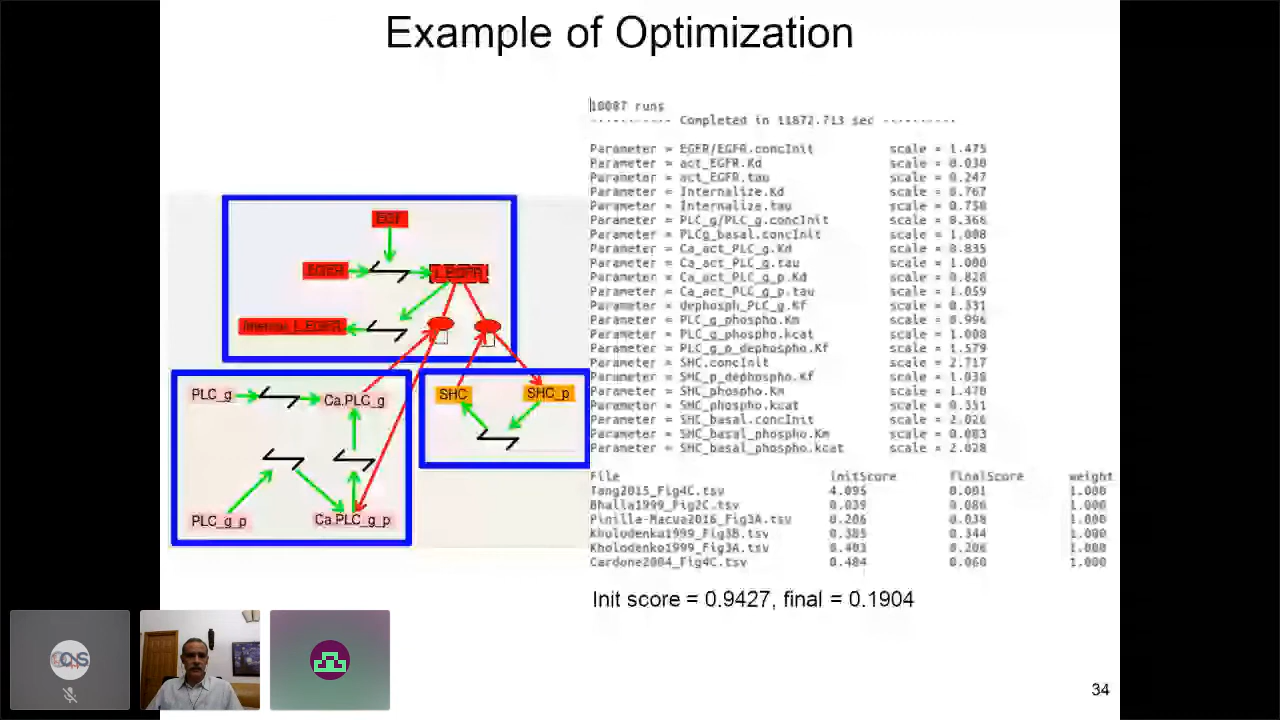 Example of Optimization
10087 runs
Completed in 11872.713 sec
Parameter = EGFR/EGFR.concInit scale = 1.475
Parameter = act_EGFR.Kd scale = 0.030
Parameter = act_EGFR.tau scale = 0.247
Parameter = Internalize.Kd scale = 0.767
Parameter = Internalize.tau scale = 0.750
Parameter = PLC_g/PLC_g.concInit scale = 0.366
Parameter = PLCg_basal.concInit scale = 1.008
Parameter = Ca_act_PLC_g.Kd scale = 0.835
Parameter = Ca_act_PLC_g.tau scale = 1.000
Parameter = Ca_act_PLC_g_p.Kd scale = 0.828
Parameter = Ca_act_PLC_g_p.tau scale = 1.059
Parameter = dephosph_PLC_g.Kf scale = 0.331
Parameter = PLC_g_phospho.Km scale = 0.996
Parameter = PLC_g_phospho.kcat scale = 1.008
Parameter = PLC_g_p_dephospho.Kf scale = 1.579
Parameter = SHC.concInit scale = 2.717
Parameter = SHC_p_dephospho.Kf scale = 1.038
Parameter = SHC_phospho.Km scale = 1.470
Parameter = SHC_phospho.kcat scale = 0.351
Parameter = SHC_basal.concInit scale = 2.026
Parameter = SHC_basal_phospho.Km scale = 0.083
Parameter = SHC_basal_phospho.kcat scale = 2.028
File initScore finalScore weight
Tang2015_Fig4C.tsv 4.095 0.001 1.000
Bhalla1999_Fig2C.tsv 0.039 0.086 1.000
Pinilla-Macua2016_Fig3A.tsv 0.206 0.038 1.000
Kholodenko1999_Fig3B.tsv 0.385 0.344 1.000
Kholodenko1999_Fig3A.tsv 0.403 0.206 1.000
Cardone2004_Fig4C.tsv 0.484 0.060 1.000
Init score = 0.9427, final = 0.1904
EGF
EGFR
L.EGFR
Internal_L.EGFR
PLC_g
Ca.PLC_g
SHC
SHC_p
PLC_g_p
Ca.PLC_g_p
34